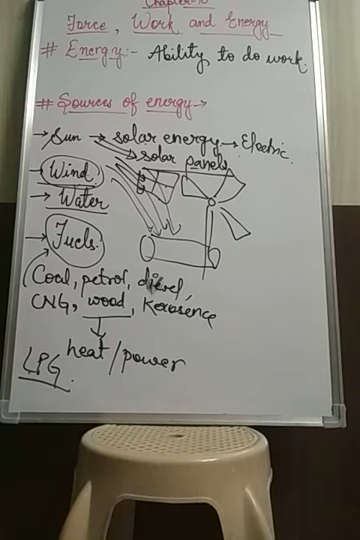 Chapter-10
Force, Work and Energy
# Energy:- Ability to do work.
# Sources of energy→
→ Sun → solar energy → Electric.
→ solar panels
→ Wind
→ Water
→ Fuels.
Coal, petrol, diesel,
CNG, wood, Kerosence
heat/power
LPG.